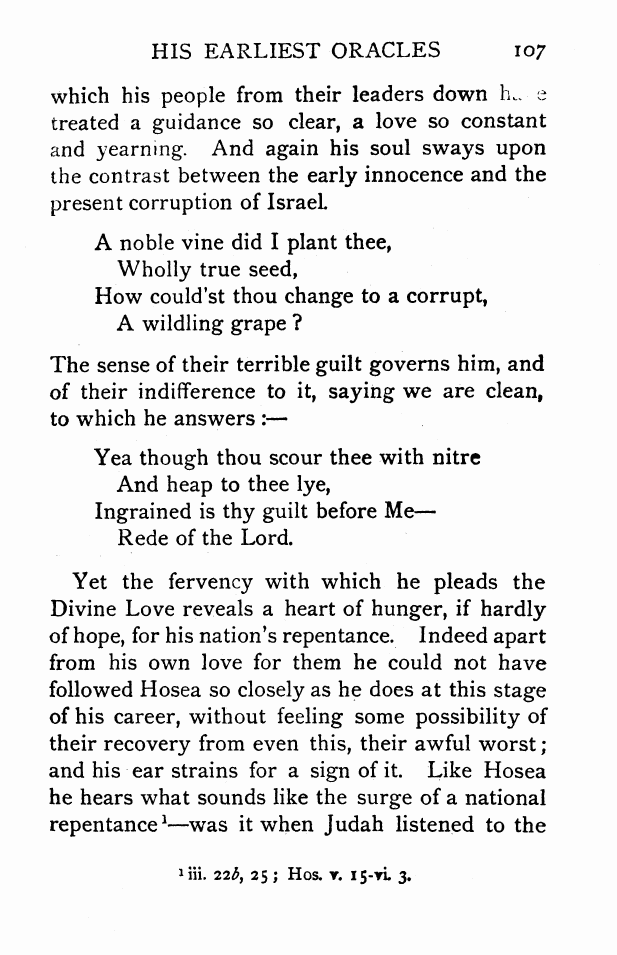 HIS EARLIEST ORACLES 107
which his people from their leaders down
treated a guidance so clear, a love so constant
and yearning. And again his soul sways upon
the contrast between the early innocence and the
present corruption of Israel.
A noble vine did I plant thee,
Wholly true seed,
How could'st thou change to a corrupt,
A wildling grape ?
The sense of their terrible guilt governs him, and
of their indifference to it, saying we are clean,
to which he answers :—
Yea though thou scour thee with nitre
And heap to thee lye,
Ingrained is thy guilt before Me—
Rede of the Lord.
Yet the fervency with which he pleads the
Divine Love reveals a heart of hunger, if hardly
of hope, for his nation's repentance. Indeed apart
from his own love for them he could not have
followed Hosea so closely as he does at this stage
of his career, without feeling some possibility of
their recovery from even this, their awful worst ;
and his ear strains for a sign of it. Like Hosea
he hears what sounds like the surge of a national
repentance ¹—was it when Judah listened to the
¹ iii. 22b, 25 ; Hos. v. 15-vi. 3.